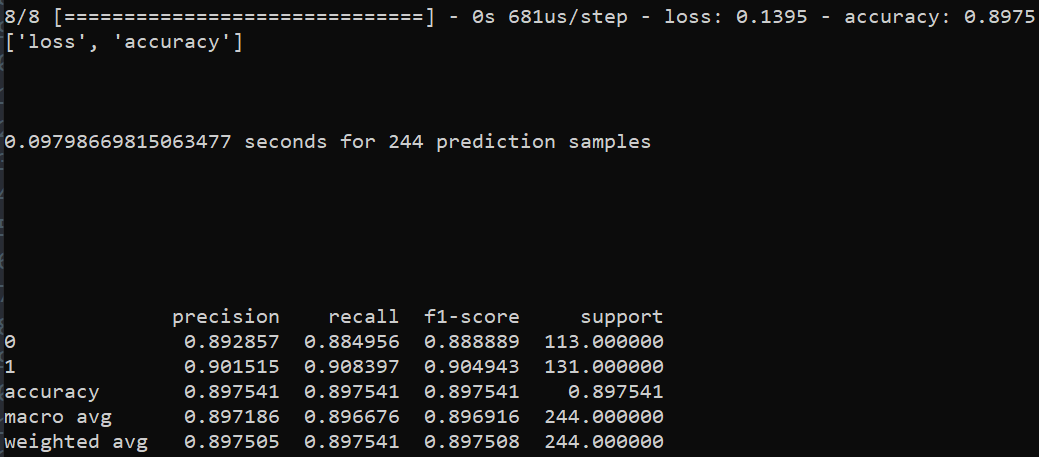 8/8 [==============================] - 0s 681us/step - loss: 0.1395 - accuracy: 0.8975
['loss', 'accuracy']
0.09798669815063477 seconds for 244 prediction samples
precision recall f1-score support
0 0.892857 0.884956 0.888889 113.000000
1 0.901515 0.908397 0.904943 131.000000
accuracy 0.897541 0.897541 0.897541 0.897541
macro avg 0.897186 0.896676 0.896916 244.000000
weighted avg 0.897505 0.897541 0.897508 244.000000